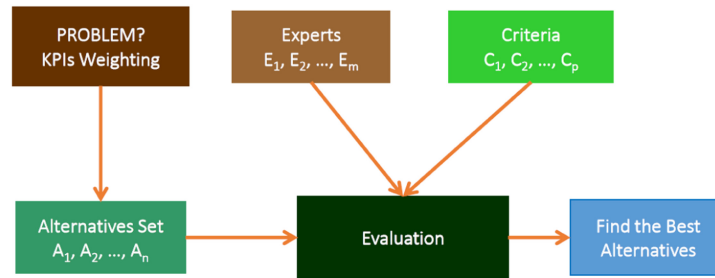 PROBLEM?
KPIs Weighting
Experts
E₁, E₂, ..., Eₘ
Criteria
C₁, C₂, ..., Cₚ
Alternatives Set
A₁, A₂, ..., Aₙ
Evaluation
Find the Best
Alternatives